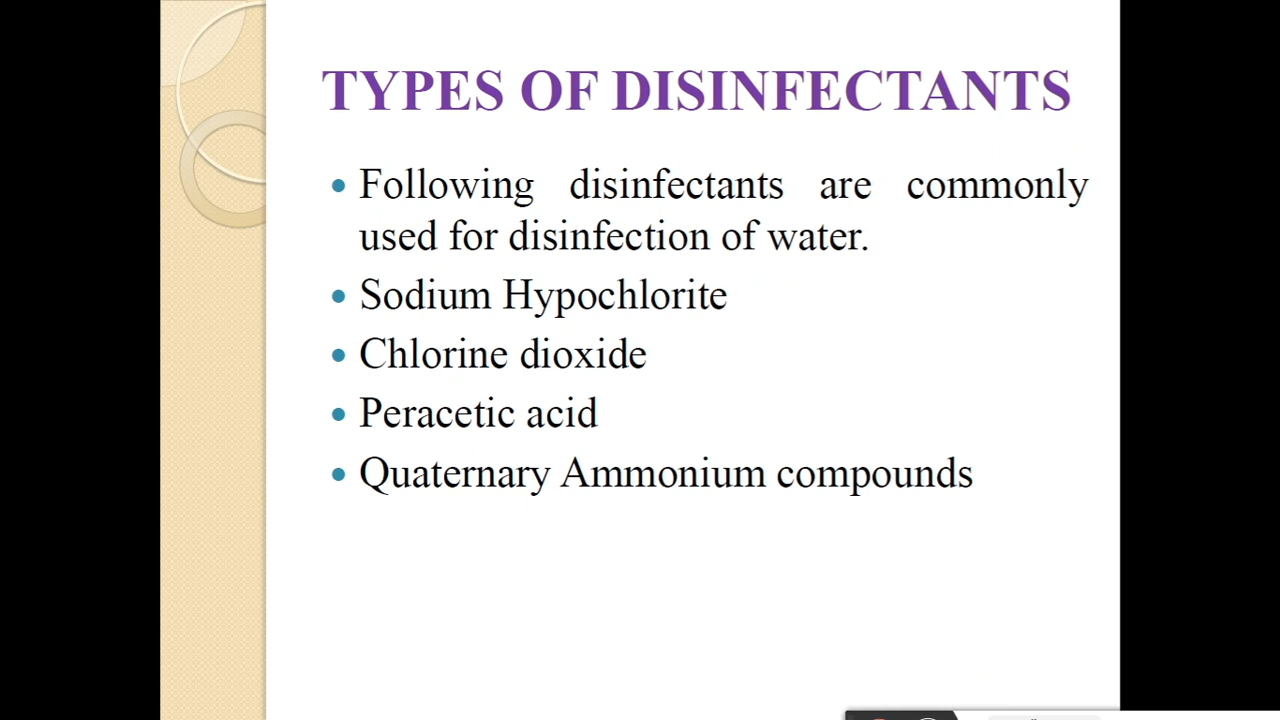 TYPES OF DISINFECTANTS
• Following disinfectants are commonly
used for disinfection of water.
• Sodium Hypochlorite
• Chlorine dioxide
• Peracetic acid
• Quaternary Ammonium compounds